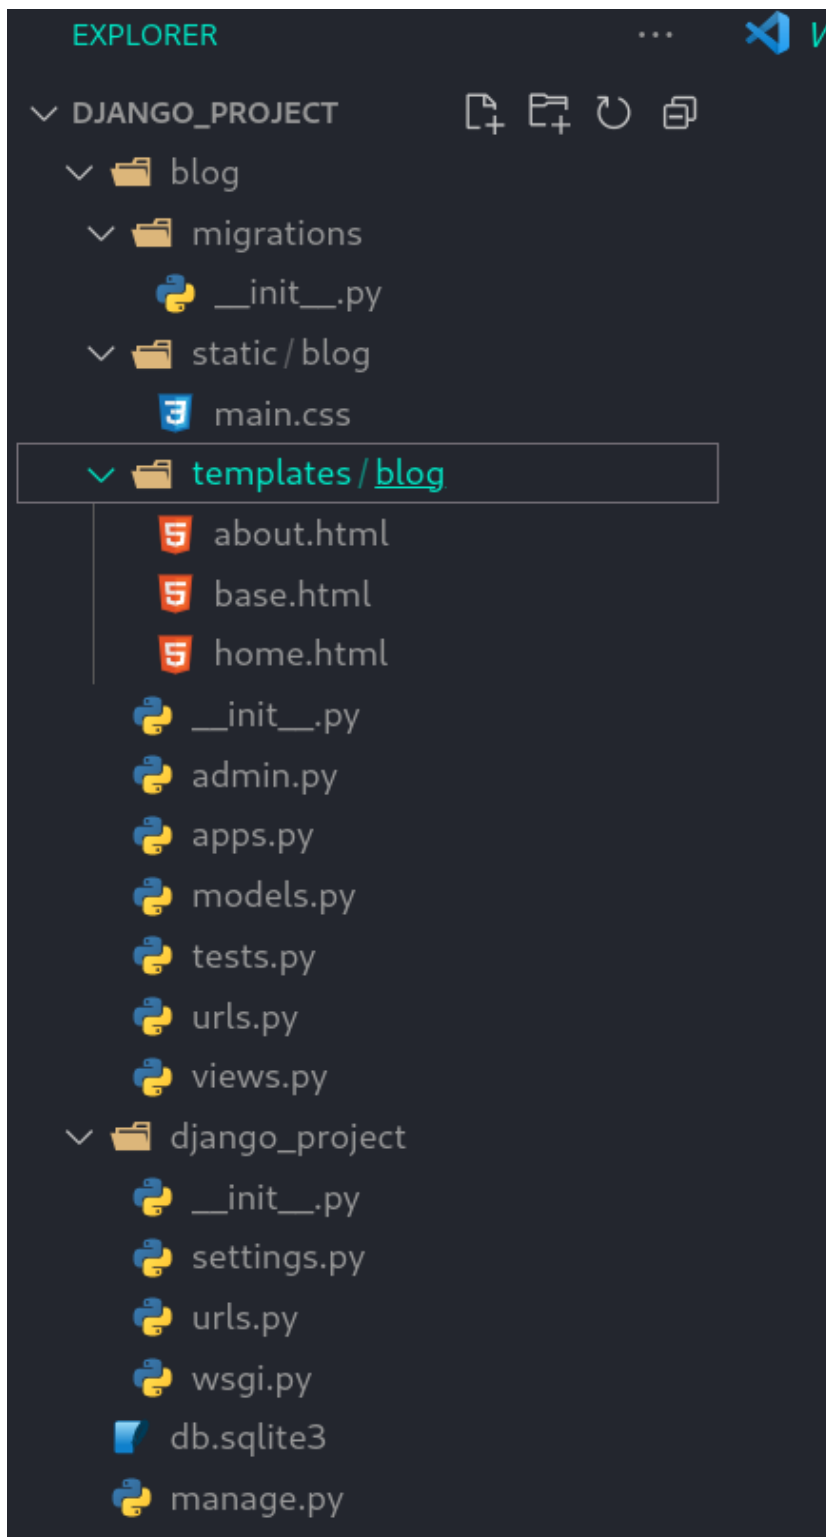 EXPLORER
DJANGO_PROJECT
blog
migrations
__init__.py
static/blog
main.css
templates/blog
about.html
base.html
home.html
__init__.py
admin.py
apps.py
models.py
tests.py
urls.py
views.py
django_project
__init__.py
settings.py
urls.py
wsgi.py
db.sqlite3
manage.py